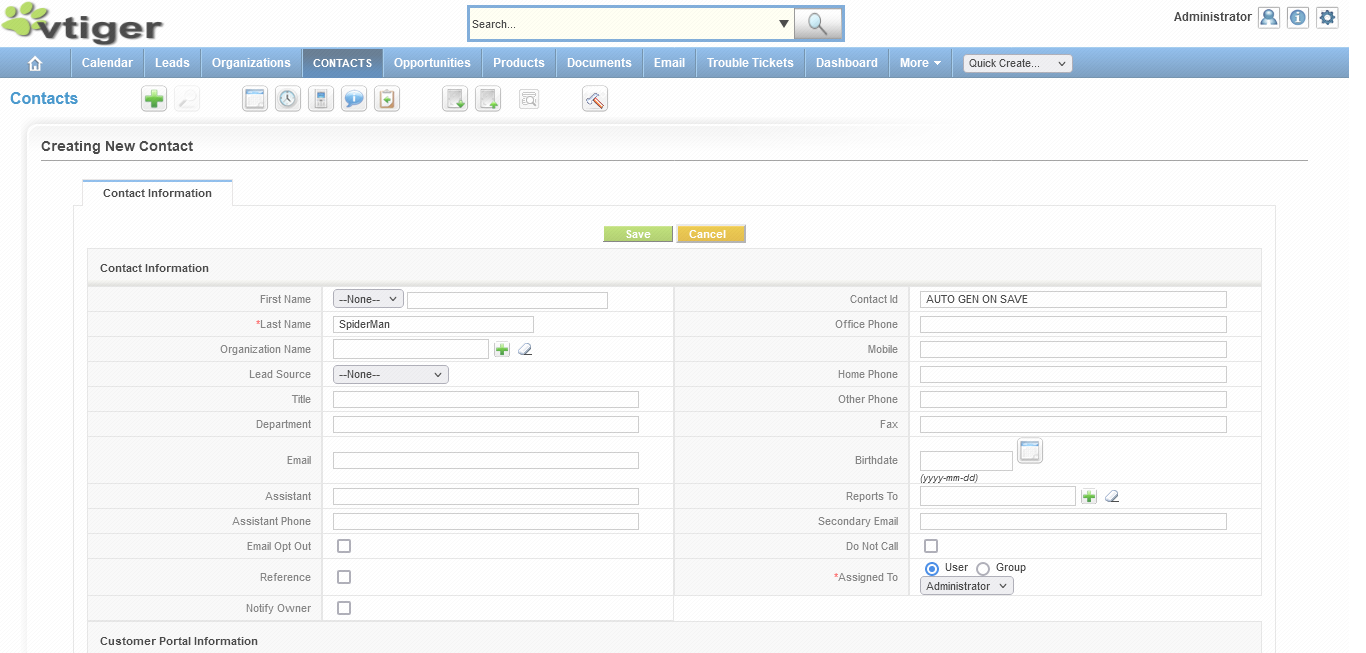 vtiger
Search...
Administrator
Calendar Leads Organizations CONTACTS Opportunities Products Documents Email Trouble Tickets Dashboard More Quick Create...
Contacts
Creating New Contact
Contact Information
Save Cancel
Contact Information
First Name --None-- Contact Id AUTO GEN ON SAVE
*Last Name SpiderMan Office Phone
Organization Name Mobile
Lead Source --None-- Home Phone
Title Other Phone
Department Fax
Email Birthdate
(yyyy-mm-dd)
Assistant Reports To
Assistant Phone Secondary Email
Email Opt Out Do Not Call
User Group
Reference *Assigned To
Administrator
Notify Owner
Customer Portal Information